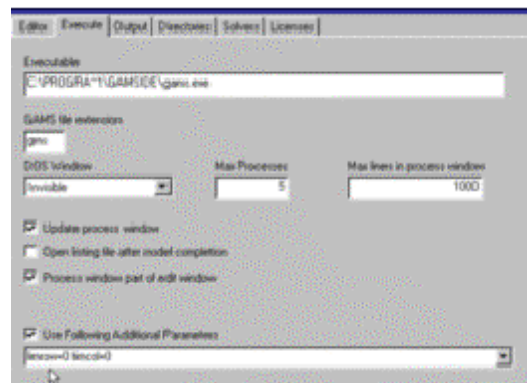 Editor Execute Output Directories Solvers Licenses
Executable
C:\PROGRA~1\GAMSIDE\gams.exe
GAMS file extension
gms
DOS Window Max Processes Max lines in process window
Invisible 5 1000
Update process window
Open listing file after model completion
Process window part of edit window
Use Following Additional Parameters
limrow=0 limcol=0